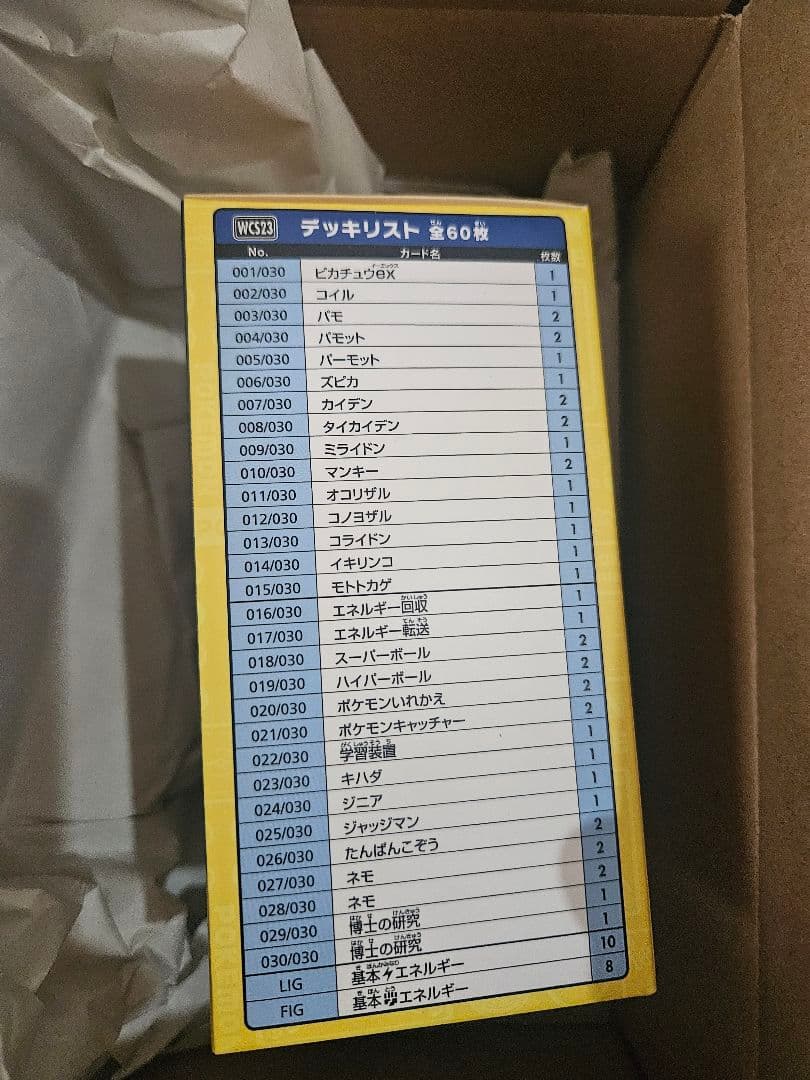 WCS23 デッキリスト 全60枚
No. カード名 枚数
001/030 ピカチュウex 1
002/030 コイル 1
003/030 パモ 2
004/030 パモット 2
005/030 パーモット 1
006/030 ズピカ 1
007/030 カイデン 2
008/030 タイカイデン 2
009/030 ミライドン 1
010/030 マンキー 2
011/030 オコリザル 1
012/030 コノヨザル 1
013/030 コライドン 1
014/030 イキリンコ 1
015/030 モトトカゲ 1
016/030 エネルギー回収 1
017/030 エネルギー転送 1
018/030 スーパーボール 2
019/030 ハイパーボール 2
020/030 ポケモンいれかえ 2
021/030 ポケモンキャッチャー 2
022/030 学習装置 1
023/030 キハダ 1
024/030 ジニア 1
025/030 ジャッジマン 1
026/030 たんぱんこぞう 2
027/030 ネモ 2
028/030 ネモ 2
029/030 博士の研究 1
030/030 博士の研究 1
LIG 基本エネルギー 10
FIG 基本エネルギー 8